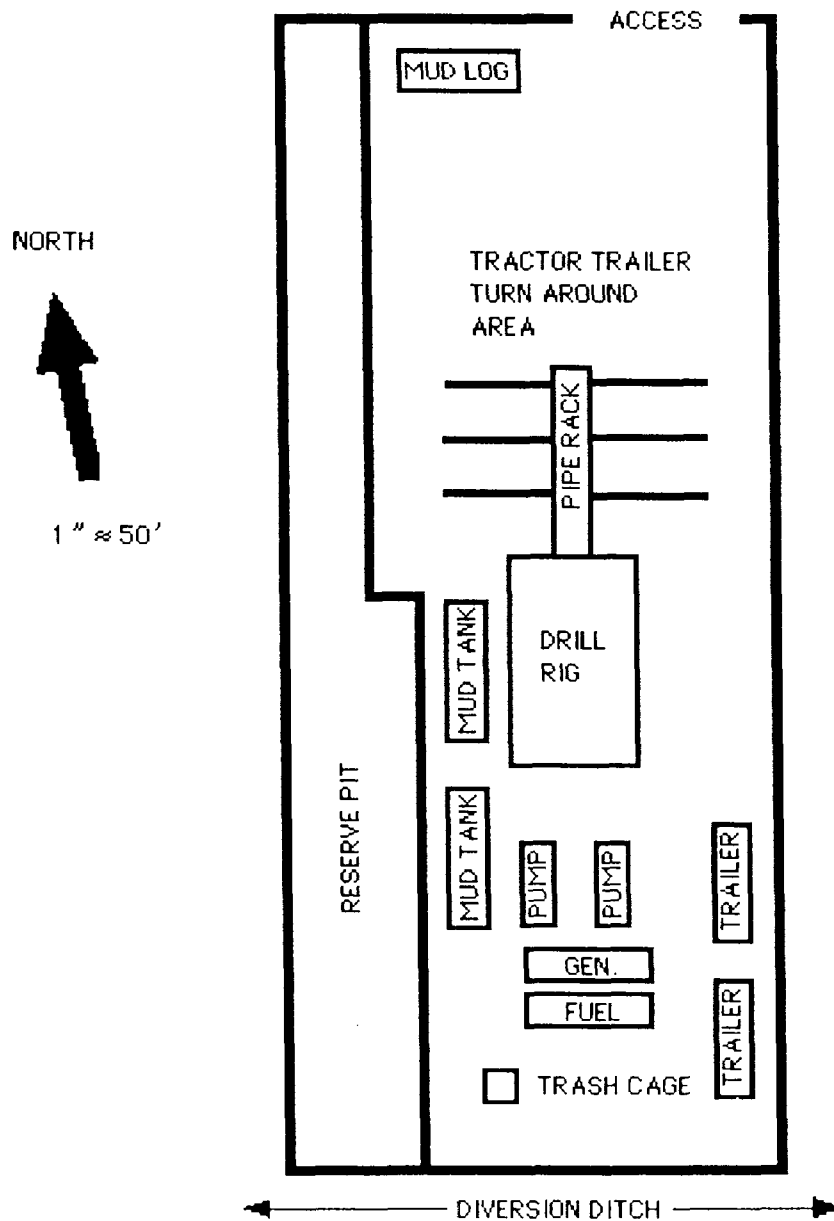 ACCESS
MUD LOG
NORTH
TRACTOR TRAILER
TURN AROUND
AREA
PIPE RACK
1" ≈ 50'
MUD TANK
DRILL
RIG
RESERVE PIT
MUD TANK
PUMP
PUMP
TRAILER
GEN.
FUEL
TRAILER
TRASH CAGE
DIVERSION DITCH